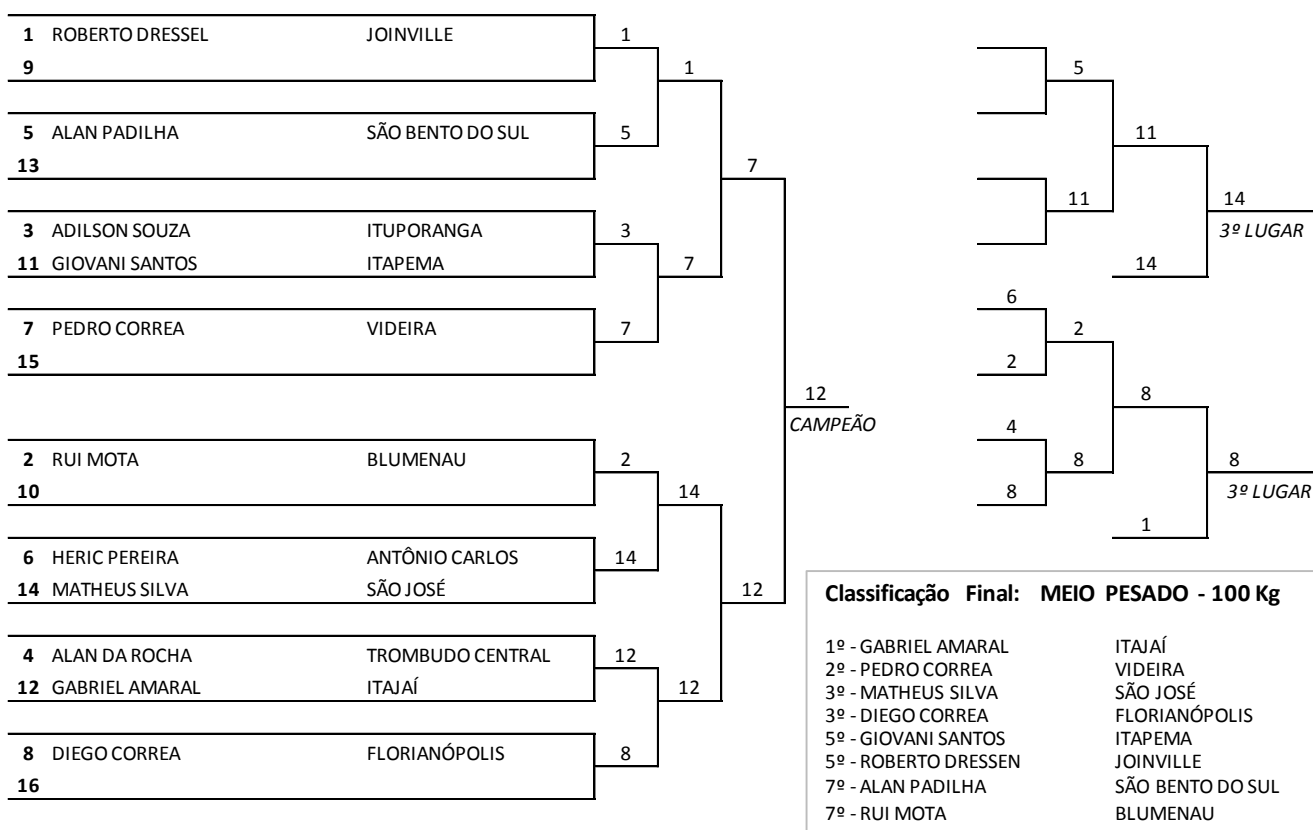 1 ROBERTO DRESSEL JOINVILLE
9
5 ALAN PADILHA SÃO BENTO DO SUL
13
3 ADILSON SOUZA ITUPORANGA
11 GIOVANI SANTOS ITAPEMA
7 PEDRO CORREA VIDEIRA
15
2 RUI MOTA BLUMENAU
10
6 HERIC PEREIRA ANTÔNIO CARLOS
14 MATHEUS SILVA SÃO JOSÉ
4 ALAN DA ROCHA TROMBUDO CENTRAL
12 GABRIEL AMARAL ITAJAÍ
8 DIEGO CORREA FLORIANÓPOLIS
16
1
5
3
7
2
14
12
8
1
7
14
12
7
12
12
CAMPEÃO
5
11
11
14
14
3º LUGAR
6
2
2
4
8
8
8
1
8
3º LUGAR
Classificação Final: MEIO PESADO - 100 Kg
1º - GABRIEL AMARAL ITAJAÍ
2º - PEDRO CORREA VIDEIRA
3º - MATHEUS SILVA SÃO JOSÉ
3º - DIEGO CORREA FLORIANÓPOLIS
5º - GIOVANI SANTOS ITAPEMA
5º - ROBERTO DRESSEN JOINVILLE
7º - ALAN PADILHA SÃO BENTO DO SUL
7º - RUI MOTA BLUMENAU